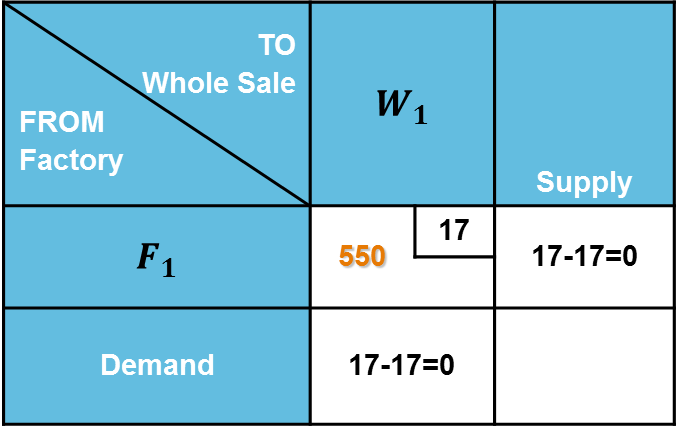 TO
Whole Sale
FROM
Factory
W₁
Supply
F₁
550
17
17-17=0
Demand
17-17=0